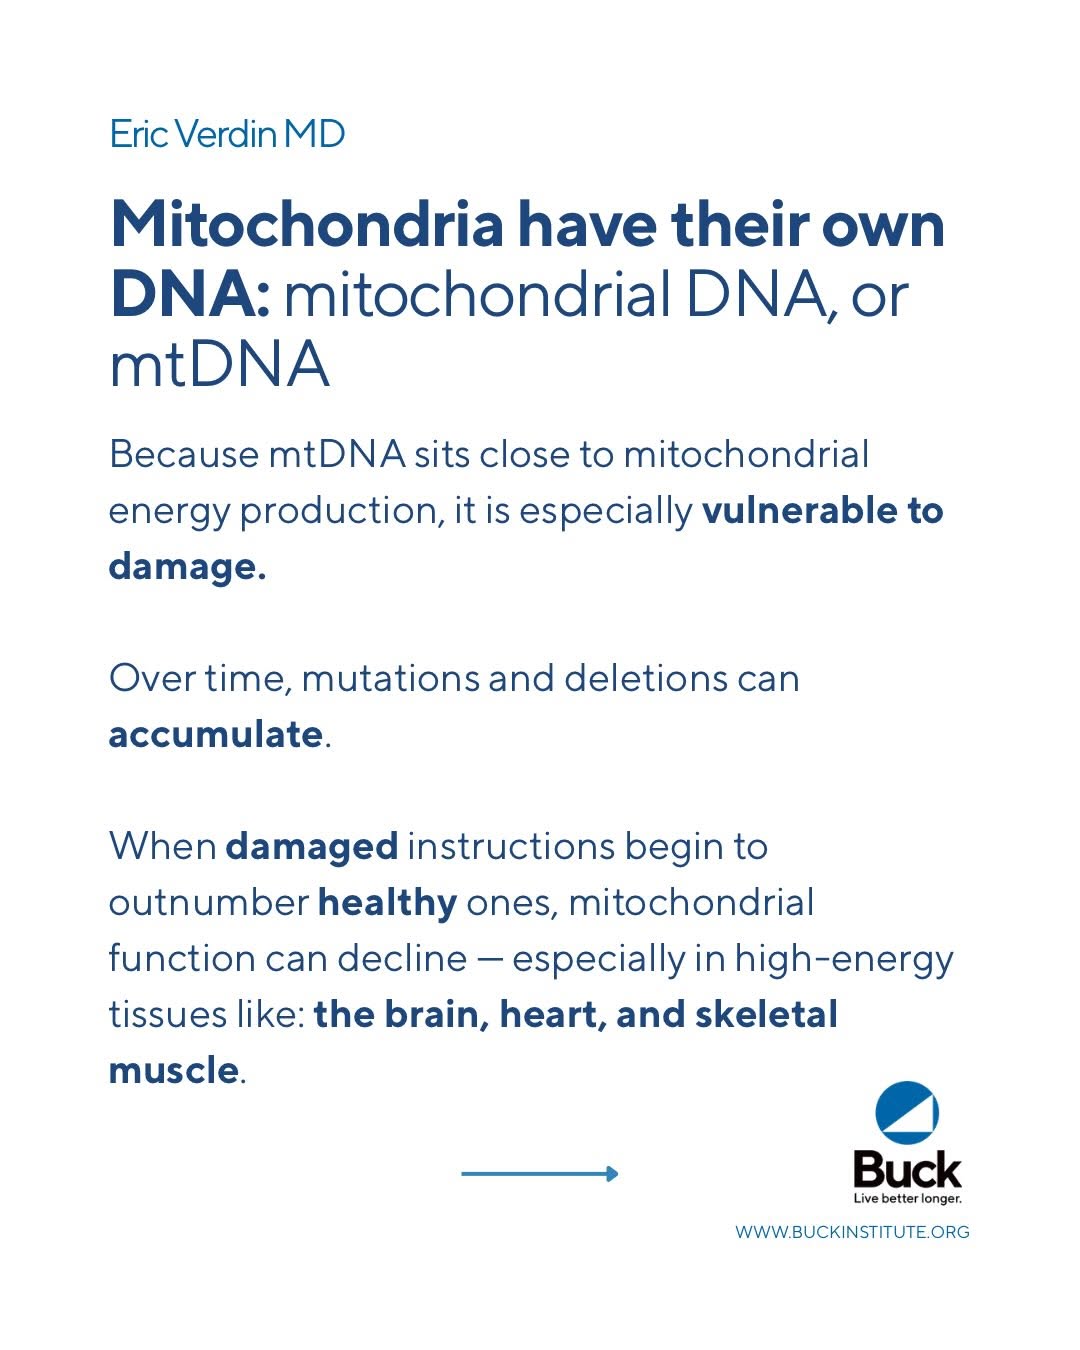 Eric Verdin MD
Mitochondria have their own
DNA: mitochondrial DNA, or
mtDNA
Because mtDNA sits close to mitochondrial
energy production, it is especially vulnerable to
damage.
Over time, mutations and deletions can
accumulate.
When damaged instructions begin to
outnumber healthy ones, mitochondrial
function can decline — especially in high-energy
tissues like: the brain, heart, and skeletal
muscle.
Buck
Live better longer.
WWW.BUCKINSTITUTE.ORG